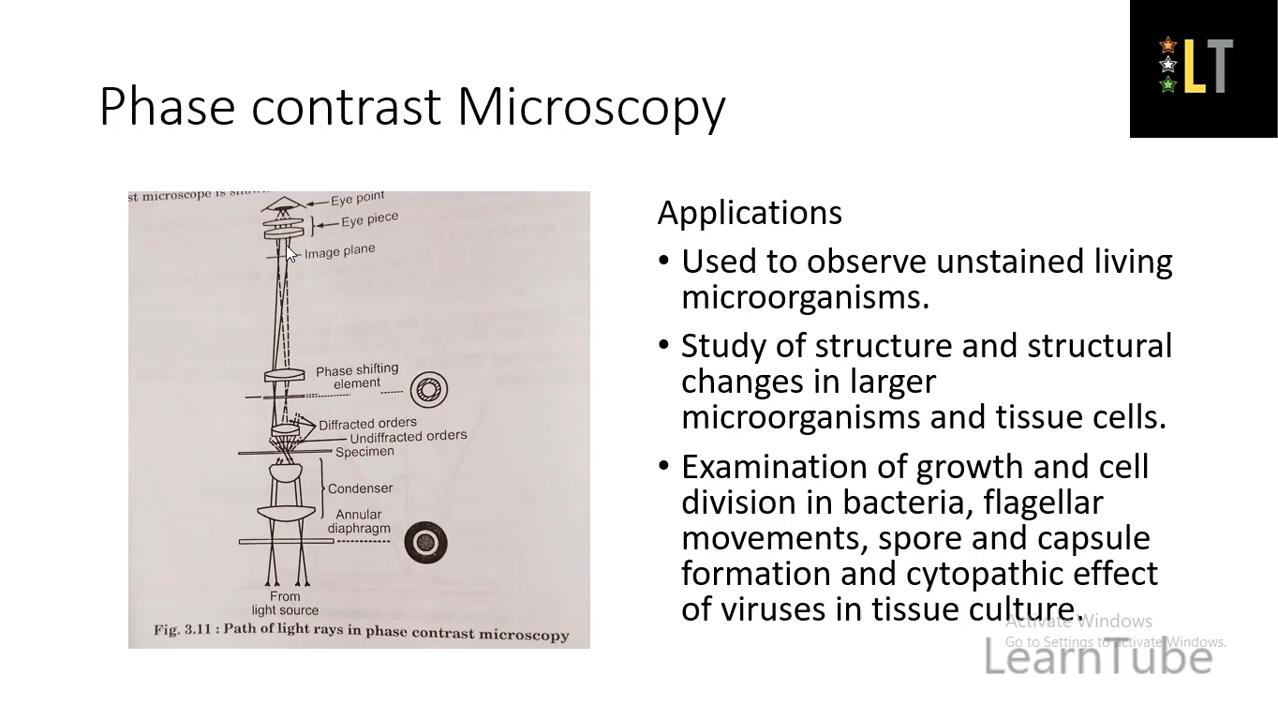 LT
Phase contrast Microscopy
st microscope is
Eye point
Eye piece
Image plane
Phase shifting
element
Diffracted orders
Undiffracted orders
Specimen
Condenser
Annular
diaphragm
From
light source
Fig. 3.11 : Path of light rays in phase contrast microscopy
Applications
• Used to observe unstained living
microorganisms.
• Study of structure and structural
changes in larger
microorganisms and tissue cells.
• Examination of growth and cell
division in bacteria, flagellar
movements, spore and capsule
formation and cytopathic effect
of viruses in tissue culture.
Activate Windows
Go to Settings to activate Windows.
LearnTube